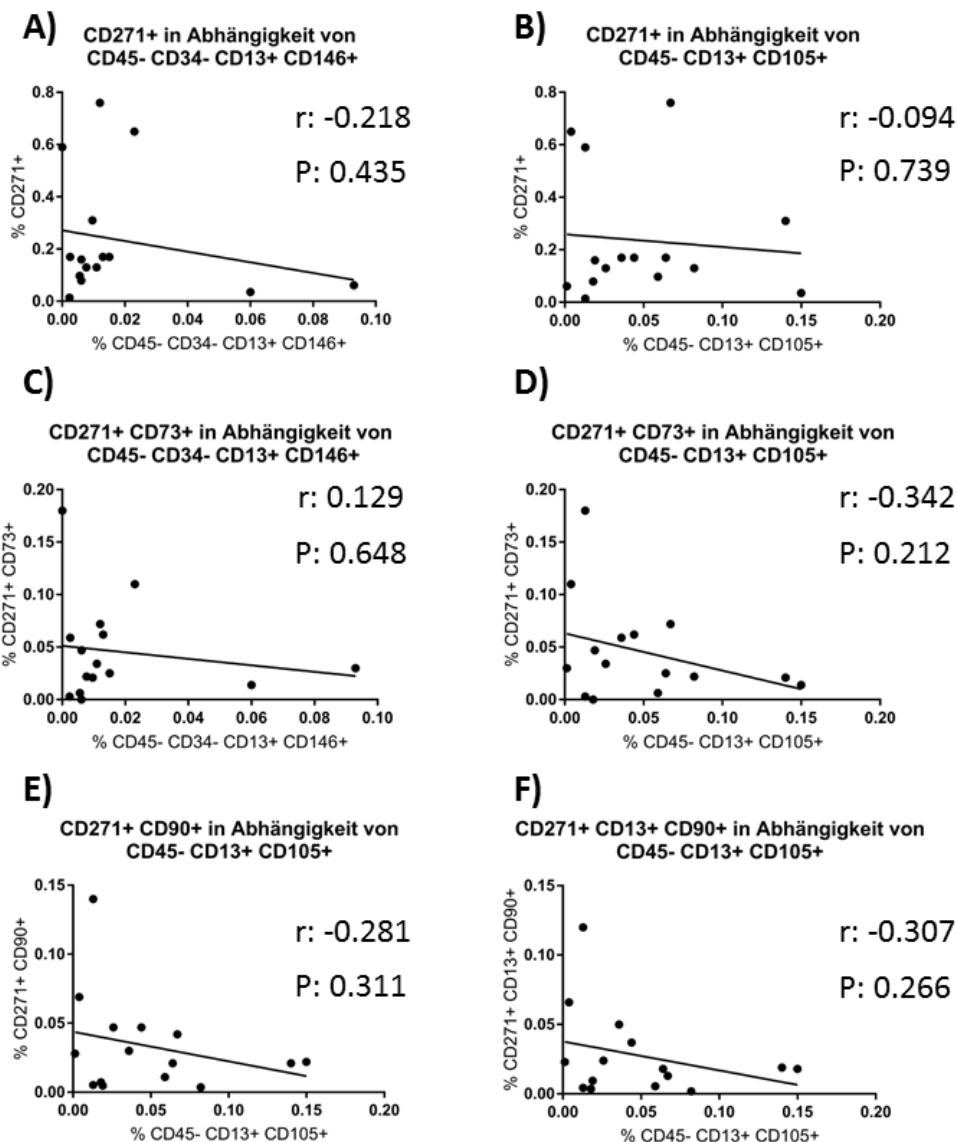 A)
CD271+ in Abhängigkeit von
CD45- CD34- CD13+ CD146+
r: -0.218
P: 0.435
% CD271+
0.8
0.6
0.4
0.2
0.0
0.00 0.02 0.04 0.06 0.08 0.10
% CD45- CD34- CD13+ CD146+
B)
CD271+ in Abhängigkeit von
CD45- CD13+ CD105+
r: -0.094
P: 0.739
% CD271+
0.8
0.6
0.4
0.2
0.0
0.00 0.05 0.10 0.15 0.20
% CD45- CD13+ CD105+
C)
CD271+ CD73+ in Abhängigkeit von
CD45- CD34- CD13+ CD146+
r: 0.129
P: 0.648
% CD271+ CD73+
0.20
0.15
0.10
0.05
0.00
0.00 0.02 0.04 0.06 0.08 0.10
% CD45- CD34- CD13+ CD146+
D)
CD271+ CD73+ in Abhängigkeit von
CD45- CD13+ CD105+
r: -0.342
P: 0.212
% CD271+ CD73+
0.20
0.15
0.10
0.05
0.00
0.00 0.05 0.10 0.15 0.20
% CD45- CD13+ CD105+
E)
CD271+ CD90+ in Abhängigkeit von
CD45- CD13+ CD105+
r: -0.281
P: 0.311
% CD271+ CD90+
0.15
0.10
0.05
0.00
0.00 0.05 0.10 0.15 0.20
% CD45- CD13+ CD105+
F)
CD271+ CD13+ CD90+ in Abhängigkeit von
CD45- CD13+ CD105+
r: -0.307
P: 0.266
% CD271+ CD13+ CD90+
0.15
0.10
0.05
0.00
0.00 0.05 0.10 0.15 0.20
% CD45- CD13+ CD105+